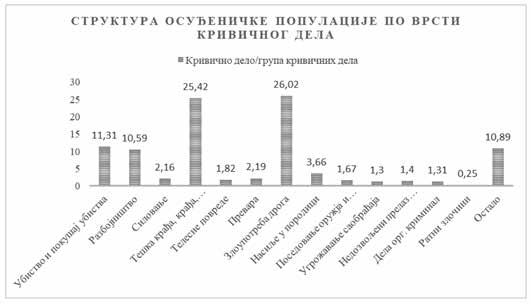 СТРУКТУРА ОСУЂЕНИЧКЕ ПОПУЛАЦИЈЕ ПО ВРСТИ
КРИВИЧНОГ ДЕЛА
Кривично дело/група кривичних дела
30
25
20
15
10
5
0
11,31
10,59
2,16
25,42
1,82
2,19
26,02
3,66
1,67
1,3
1,4
1,31
0,25
10,89
Убиство и покушај убиства
Разбојништво
Силовање
Тешка крађа, крађа,…
Телесне повреде
Превара
Злоупотреба дрога
Насиље у породици
Поседовање оружја и…
Угрожавање саобраћаја
Недозвољени прелаз…
Дела орг. криминал
Ратни злочини
Остало